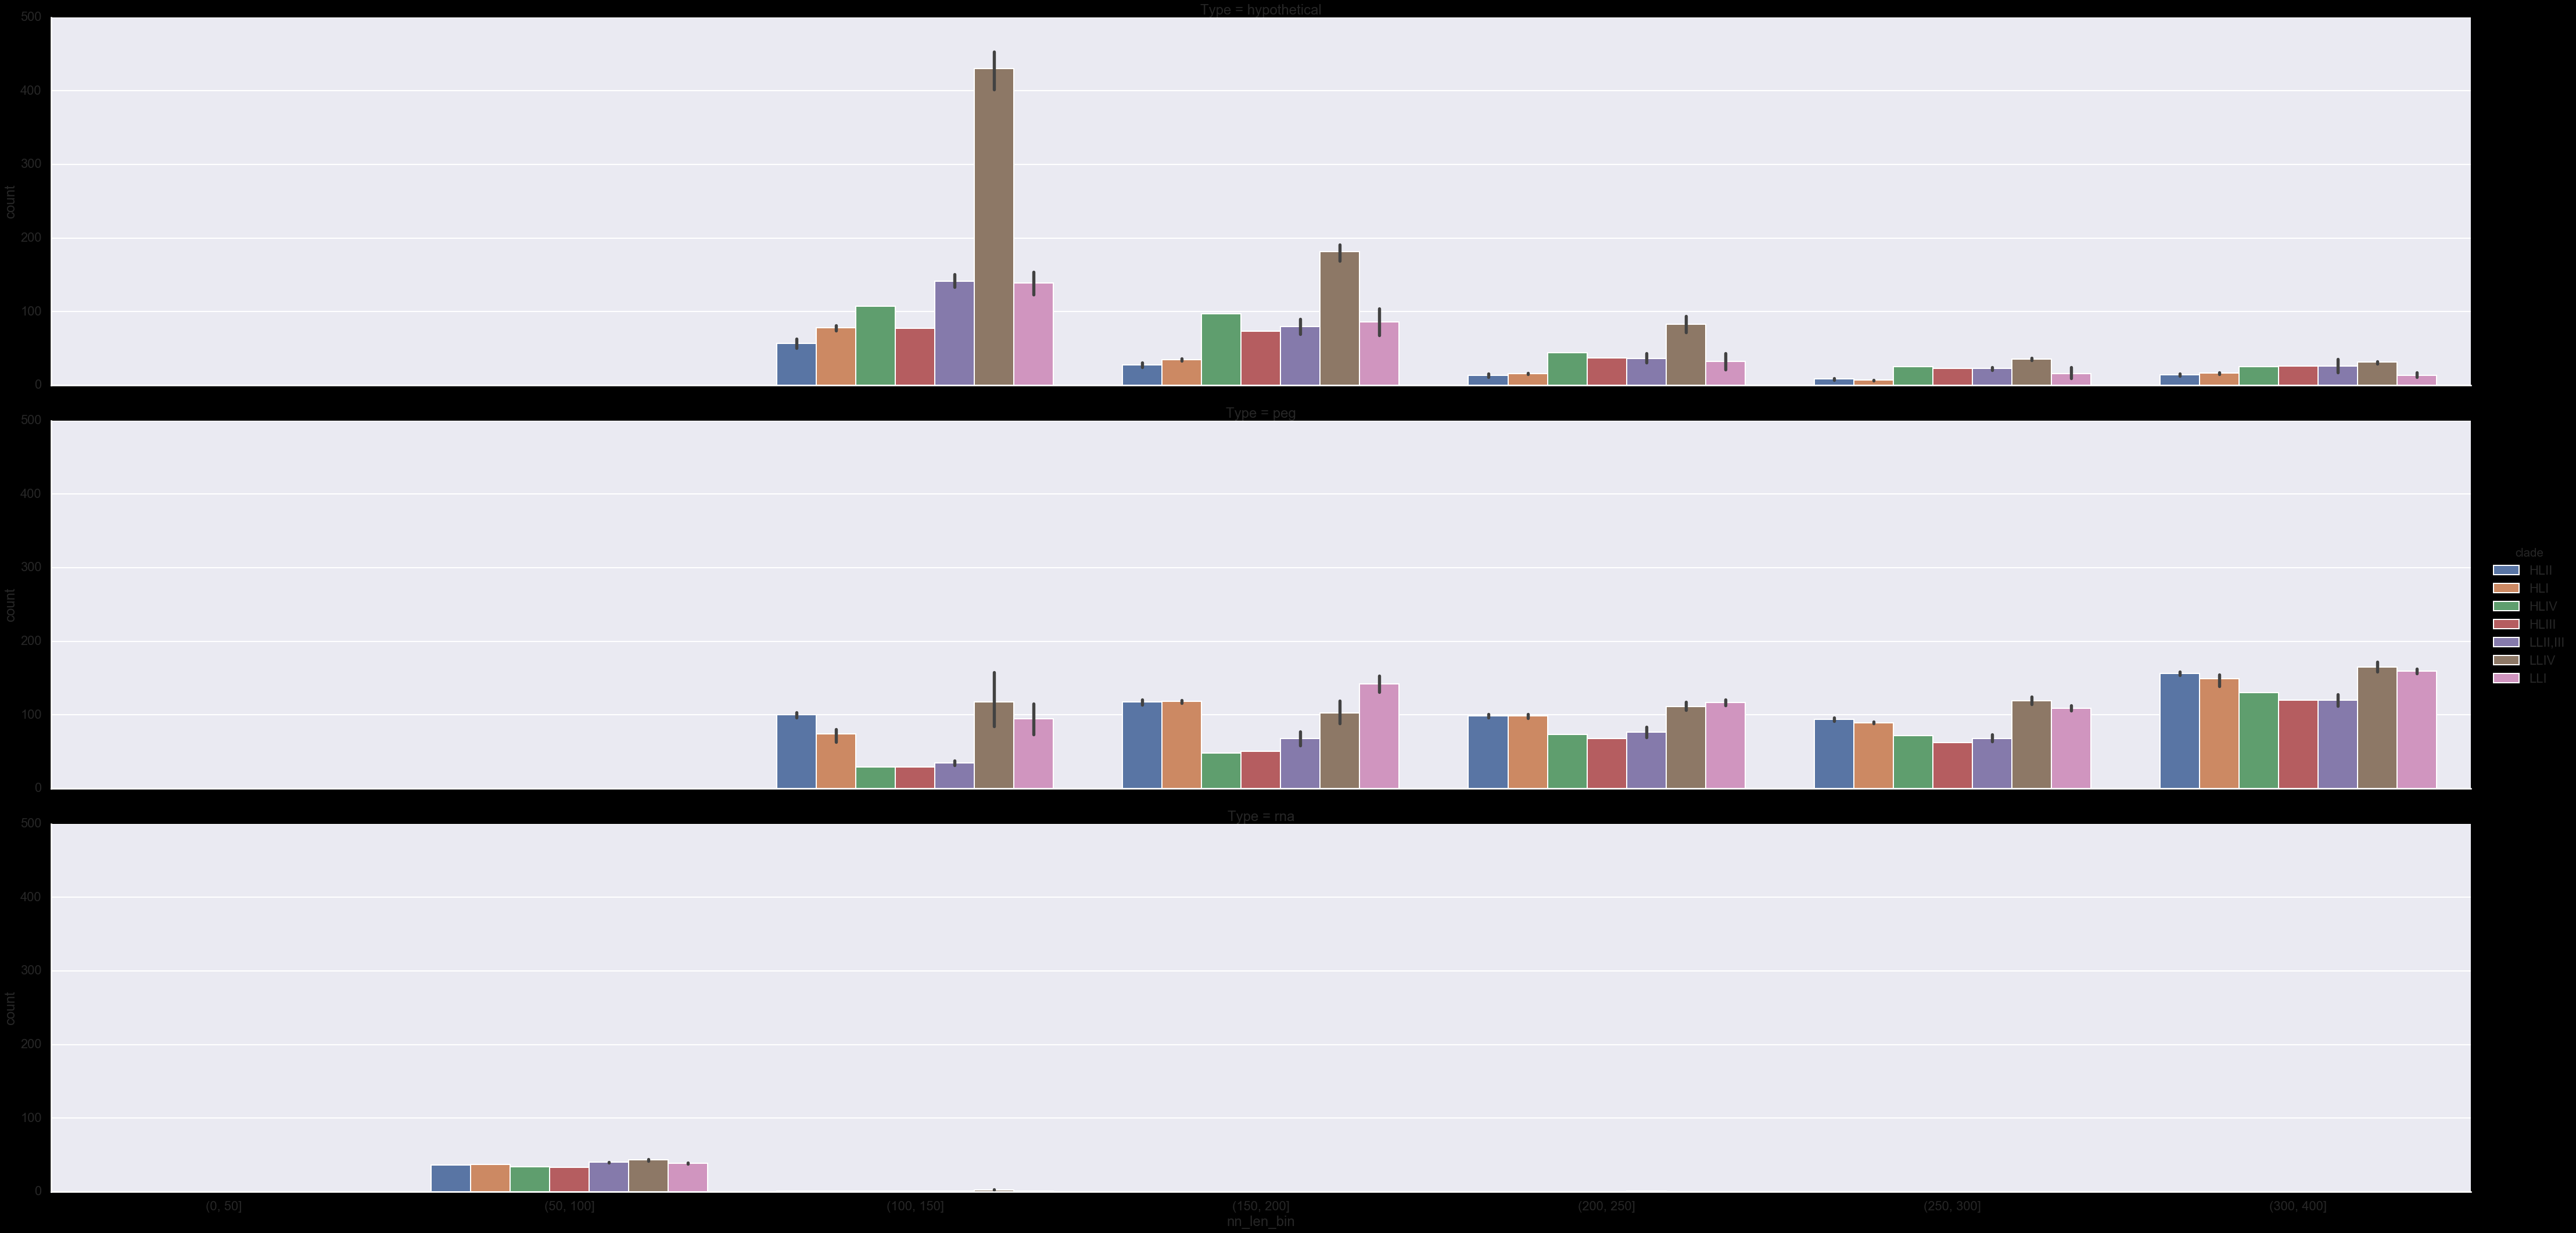 Type = hypothetical
500
400
300
200
100
0
count
Type = peg
500
400
300
200
100
0
count
clade
HLII
HLI
HLIV
HLIII
LLII,III
LLIV
LLI
Type = rna
500
400
300
200
100
0
count
(0, 50] (50, 100] (100, 150] (150, 200] (200, 250] (250, 300] (300, 400]
nn_len_bin